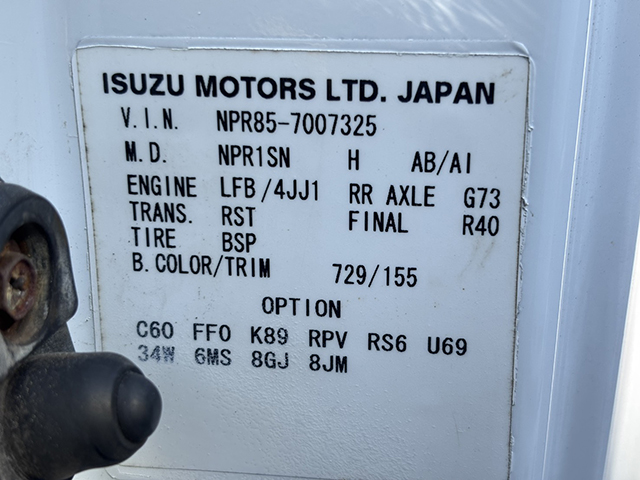 ISUZU MOTORS LTD. JAPAN
V.I.N. NPR85-7007325
M.D. NPR1SN H AB/AI
ENGINE LFB/4JJ1 RR AXLE G73
TRANS. RST FINAL R40
TIRE BSP
B.COLOR/TRIM 729/155
OPTION
C60 FF0 K89 RPV RS6 U69
34W 6MS 8GJ 8JM